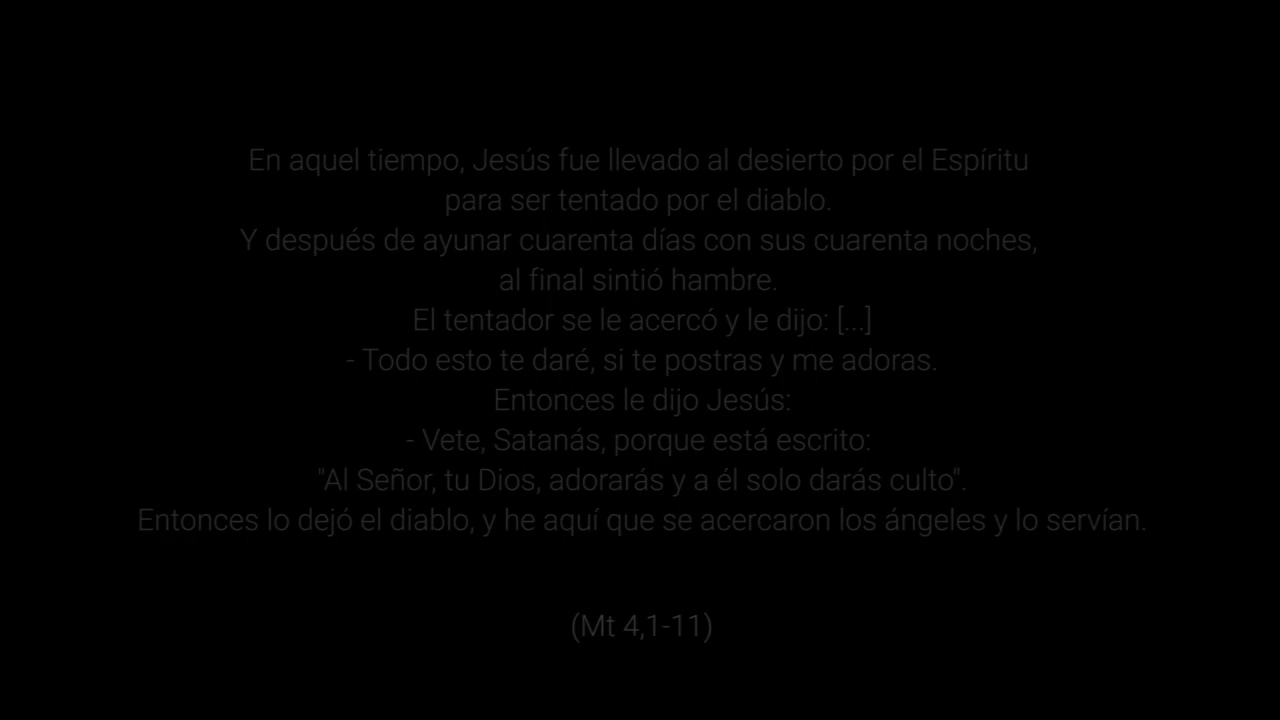 En aquel tiempo, Jesús fue llevado al desierto por el Espíritu
para ser tentado por el diablo.
Y después de ayunar cuarenta días con sus cuarenta noches,
al final sintió hambre.
El tentador se le acercó y le dijo: [...]
- Todo esto te daré, si te postras y me adoras.
Entonces le dijo Jesús:
- Vete, Satanás, porque está escrito:
"Al Señor, tu Dios, adorarás y a él solo darás culto".
Entonces lo dejó el diablo, y he aquí que se acercaron los ángeles y lo servían.
(Mt 4,1-11)